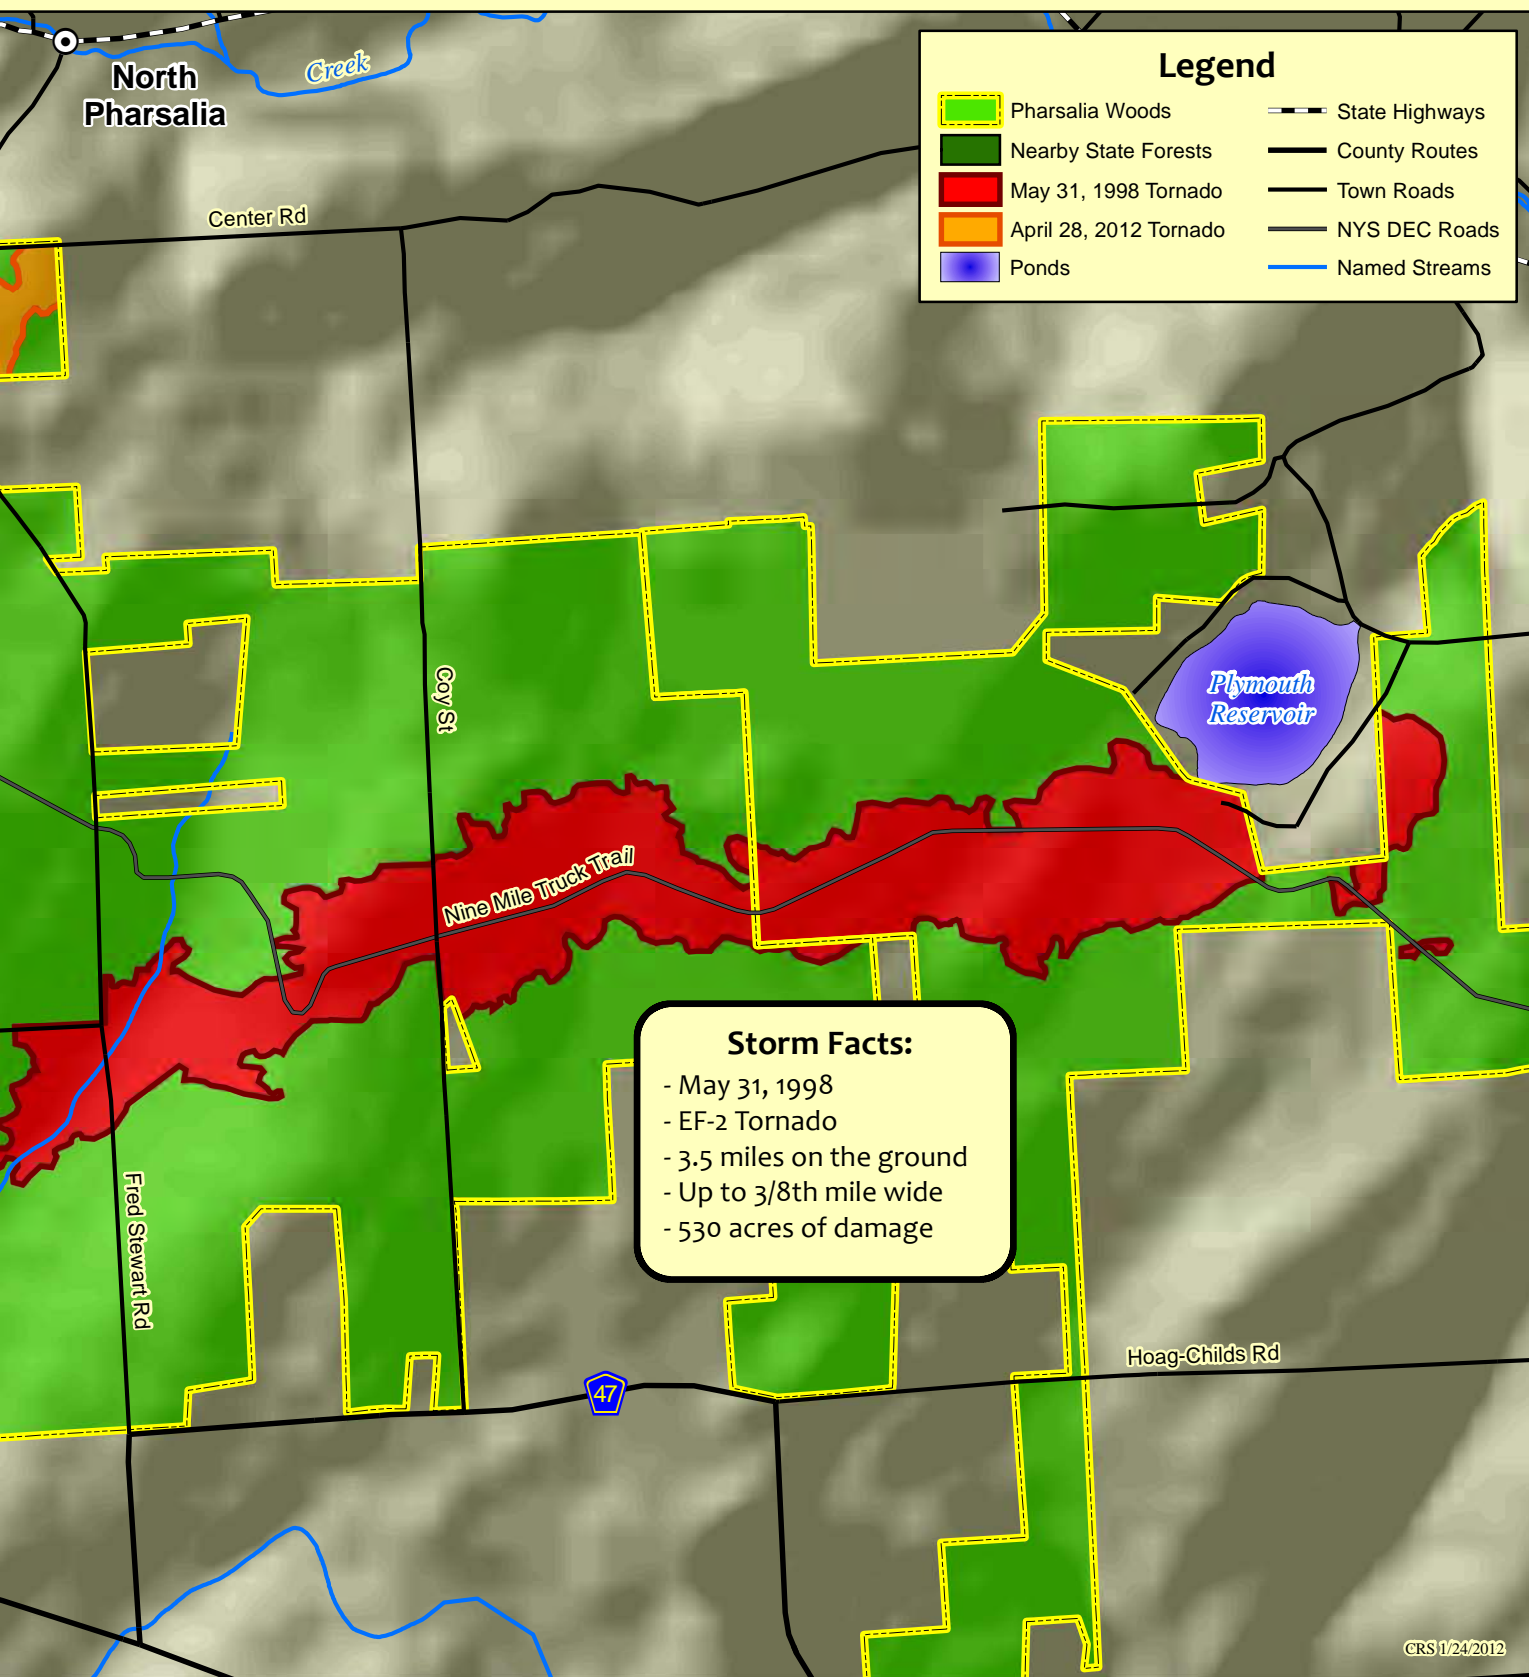 North
Pharsalia
Creek
Legend
Pharsalia Woods
Nearby State Forests
May 31, 1998 Tornado
April 28, 2012 Tornado
Ponds
State Highways
County Routes
Town Roads
NYS DEC Roads
Named Streams
Center Rd
Coy St
Plymouth
Reservoir
Nine Mile Truck Trail
Storm Facts:
- May 31, 1998
- EF-2 Tornado
- 3.5 miles on the ground
- Up to 3/8th mile wide
- 530 acres of damage
Fred Stewart Rd
Hoag-Childs Rd
47
CRS 1/24/2012